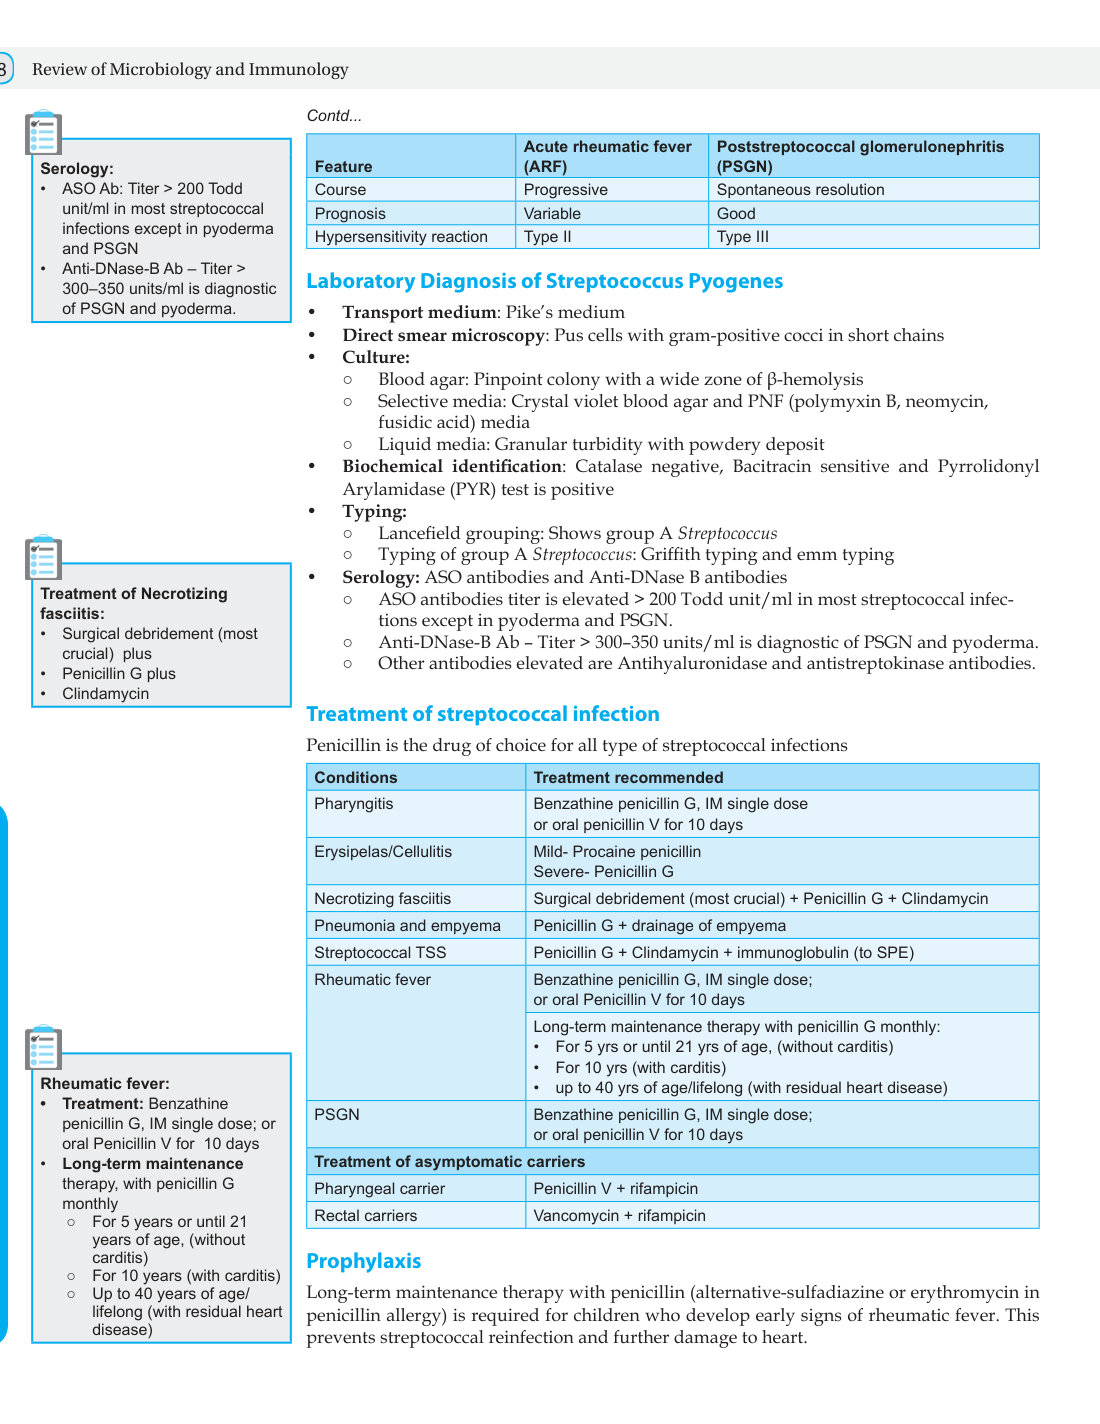 8 Review of Microbiology and Immunology
Serology:
• ASO Ab: Titer > 200 Todd
unit/ml in most streptococcal
infections except in pyoderma
and PSGN
• Anti-DNase-B Ab – Titer >
300–350 units/ml is diagnostic
of PSGN and pyoderma.
Treatment of Necrotizing
fasciitis:
• Surgical debridement (most
crucial) plus
• Penicillin G plus
• Clindamycin
Rheumatic fever:
• Treatment: Benzathine
penicillin G, IM single dose; or
oral Penicillin V for 10 days
• Long-term maintenance
therapy, with penicillin G
monthly
○ For 5 years or until 21
years of age, (without
carditis)
○ For 10 years (with carditis)
○ Up to 40 years of age/
lifelong (with residual heart
disease)
Contd...
Feature Acute rheumatic fever (ARF) Poststreptococcal glomerulonephritis (PSGN)
Course Progressive Spontaneous resolution
Prognosis Variable Good
Hypersensitivity reaction Type II Type III
Laboratory Diagnosis of Streptococcus Pyogenes
• Transport medium: Pike's medium
• Direct smear microscopy: Pus cells with gram-positive cocci in short chains
• Culture:
○ Blood agar: Pinpoint colony with a wide zone of β-hemolysis
○ Selective media: Crystal violet blood agar and PNF (polymyxin B, neomycin,
fusidic acid) media
○ Liquid media: Granular turbidity with powdery deposit
• Biochemical identification: Catalase negative, Bacitracin sensitive and Pyrrolidonyl
Arylamidase (PYR) test is positive
• Typing:
○ Lancefield grouping: Shows group A Streptococcus
○ Typing of group A Streptococcus: Griffith typing and emm typing
• Serology: ASO antibodies and Anti-DNase B antibodies
○ ASO antibodies titer is elevated > 200 Todd unit/ml in most streptococcal infec-
tions except in pyoderma and PSGN.
○ Anti-DNase-B Ab – Titer > 300–350 units/ml is diagnostic of PSGN and pyoderma.
○ Other antibodies elevated are Antihyaluronidase and antistreptokinase antibodies.
Treatment of streptococcal infection
Penicillin is the drug of choice for all type of streptococcal infections
Conditions Treatment recommended
Pharyngitis Benzathine penicillin G, IM single dose
or oral penicillin V for 10 days
Erysipelas/Cellulitis Mild- Procaine penicillin
Severe- Penicillin G
Necrotizing fasciitis Surgical debridement (most crucial) + Penicillin G + Clindamycin
Pneumonia and empyema Penicillin G + drainage of empyema
Streptococcal TSS Penicillin G + Clindamycin + immunoglobulin (to SPE)
Rheumatic fever Benzathine penicillin G, IM single dose;
or oral Penicillin V for 10 days
Long-term maintenance therapy with penicillin G monthly:
• For 5 yrs or until 21 yrs of age, (without carditis)
• For 10 yrs (with carditis)
• up to 40 yrs of age/lifelong (with residual heart disease)
PSGN Benzathine penicillin G, IM single dose;
or oral penicillin V for 10 days
Treatment of asymptomatic carriers
Pharyngeal carrier Penicillin V + rifampicin
Rectal carriers Vancomycin + rifampicin
Prophylaxis
Long-term maintenance therapy with penicillin (alternative-sulfadiazine or erythromycin in
penicillin allergy) is required for children who develop early signs of rheumatic fever. This
prevents streptococcal reinfection and further damage to heart.